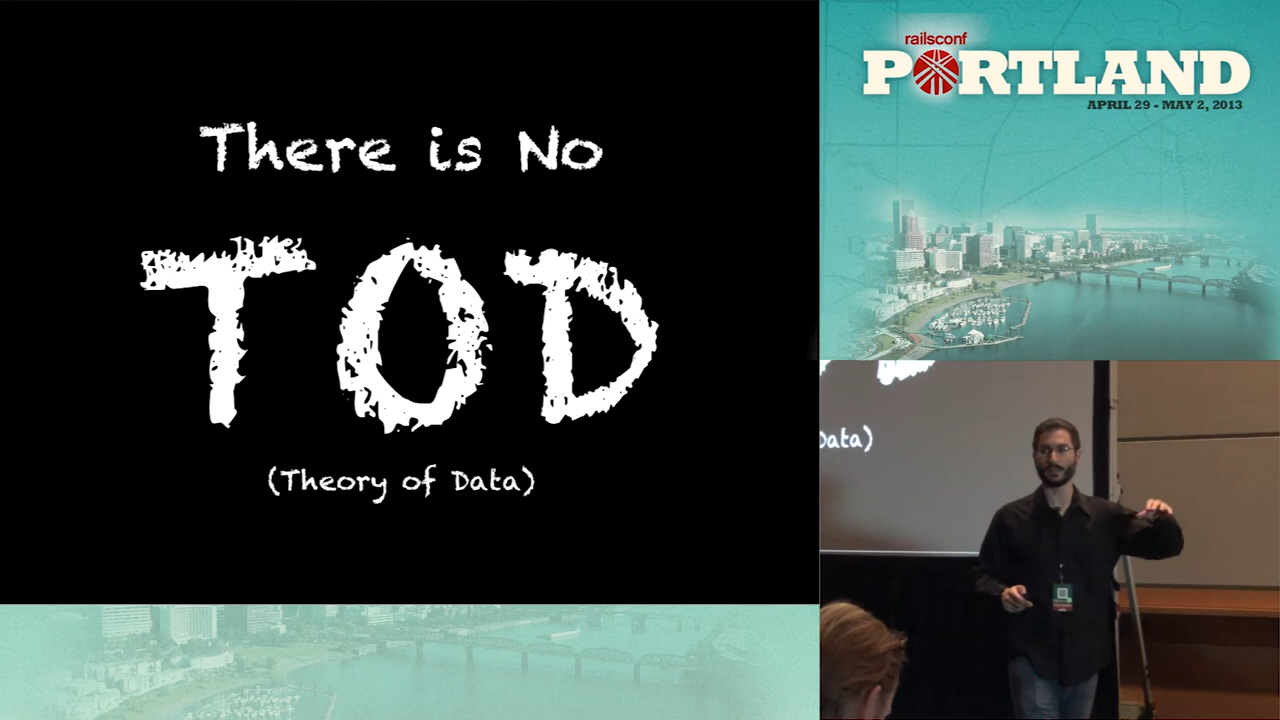 There is No
TOD
(Theory of Data)
railsconf
PORTLAND
APRIL 29 - MAY 2, 2013
Data)